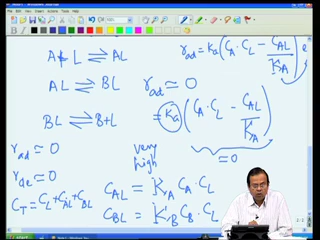 A + L ⇌ AL
r_ad = k_a (C_A · C_L − C_AL / K_A)
AL ⇌ BL
r_ad ≃ 0
BL ⇌ B+L
= k_a (C_A · C_L − C_AL / K_A)
= 0
r_ad ≃ 0
very high
r_de ≃ 0
C_AL = K_A C_A · C_L
C_T = C_L + C_AL + C_BL
C_BL = K'_B C_B · C_L